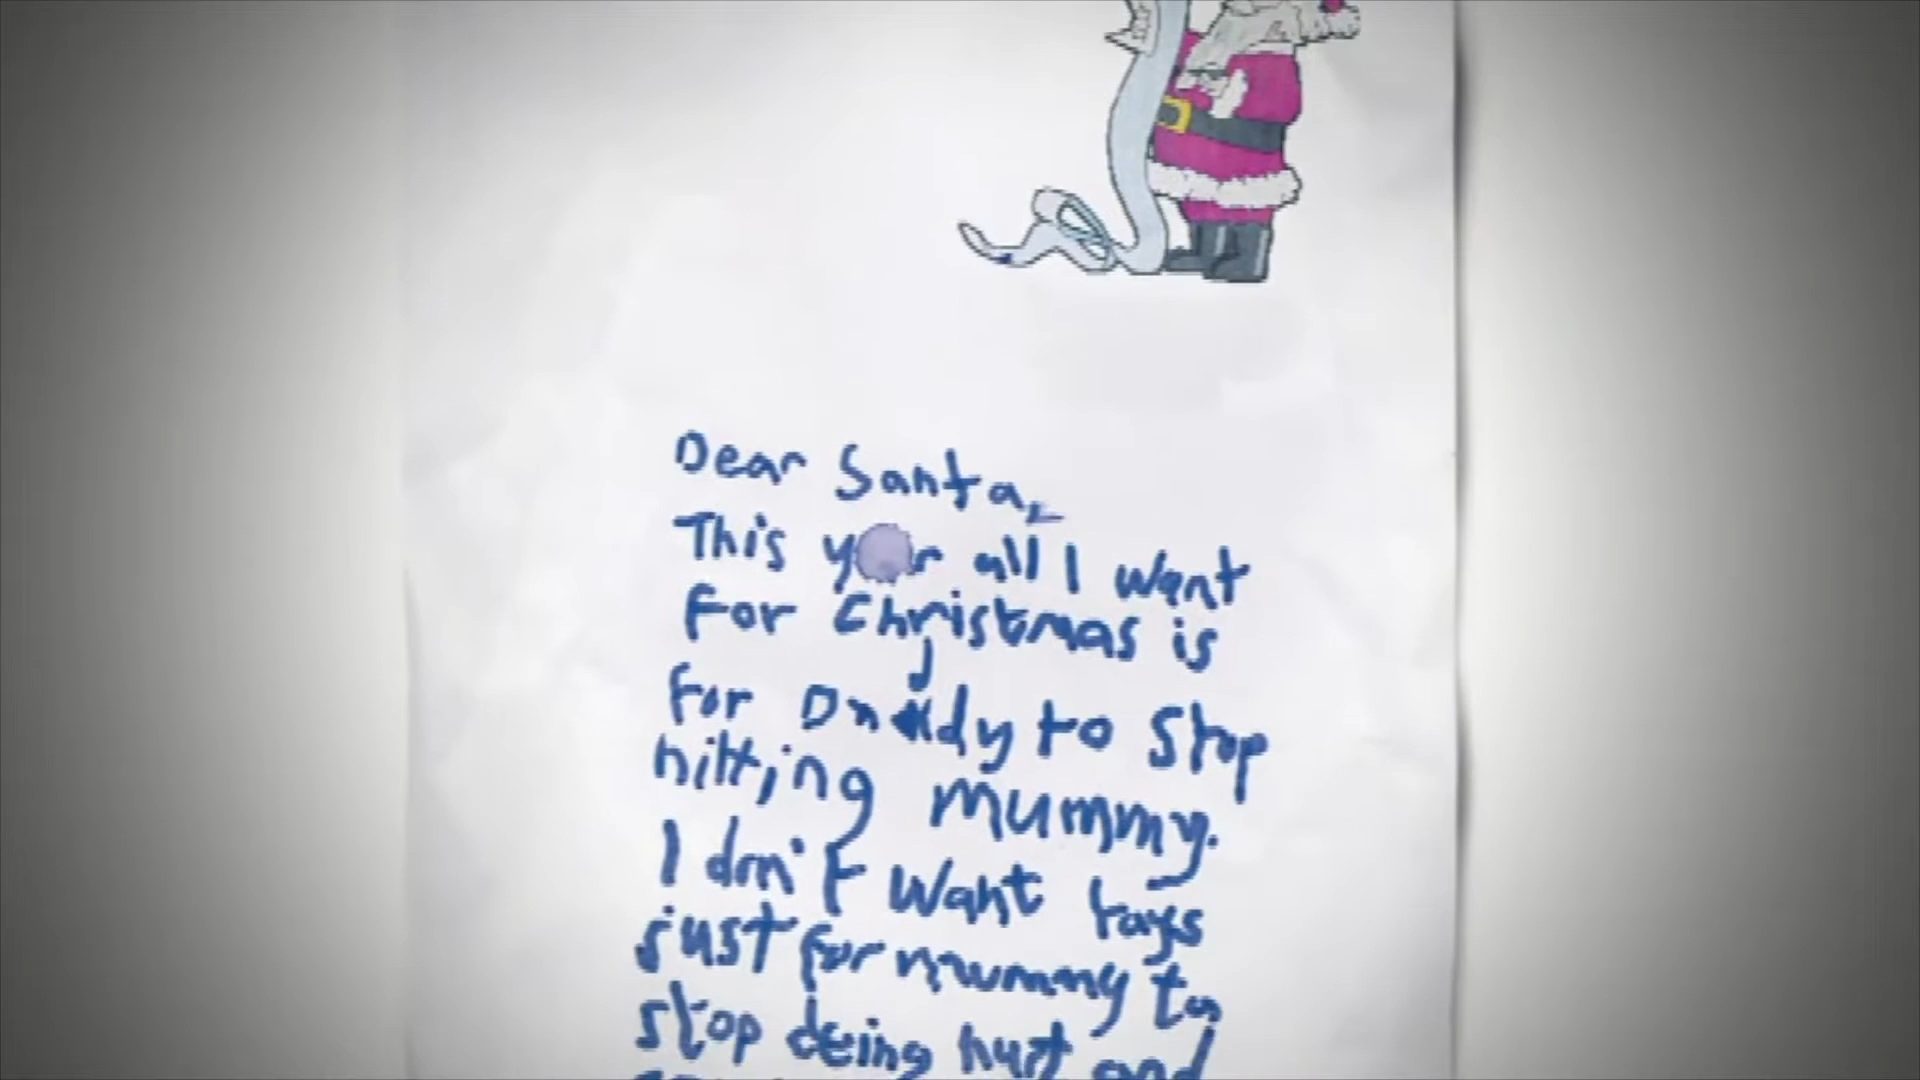 Dear Santa,
This year all I want
For Christmas is
for Daddy to stop
hitting mummy.
I don't want toys
just for mummy to
stop being hurt and